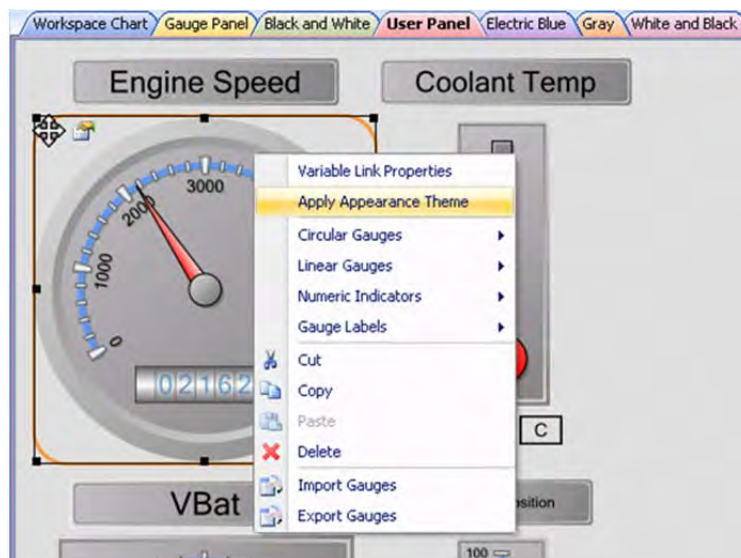 Workspace Chart Gauge Panel Black and White User Panel Electric Blue Gray White and Black
Engine Speed Coolant Temp
3000
2000
1000
0
02162
Variable Link Properties
Apply Appearance Theme
Circular Gauges
Linear Gauges
Numeric Indicators
Gauge Labels
Cut
Copy
Paste
Delete
Import Gauges
Export Gauges
C
VBat
100